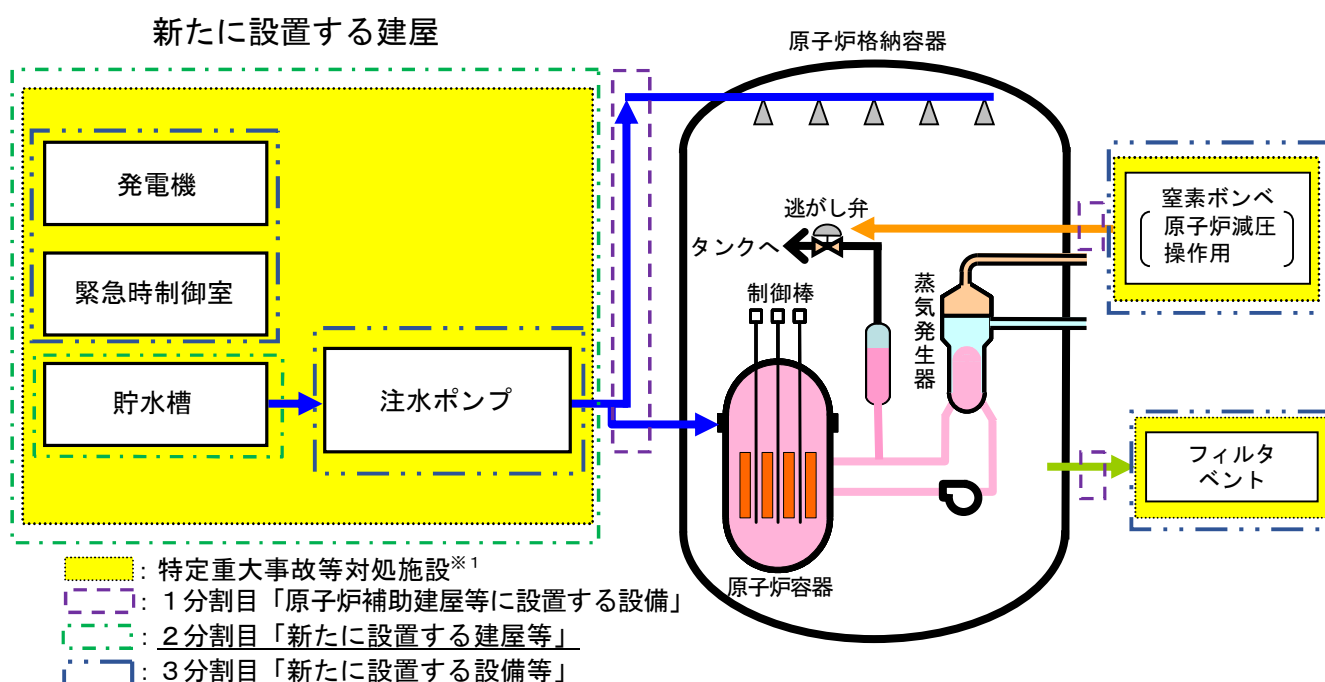 新たに設置する建屋
発電機
緊急時制御室
貯水槽
注水ポンプ
原子炉格納容器
逃がし弁
タンクへ
制御棒
蒸気発生器
原子炉容器
窒素ボンベ
原子炉減圧
操作用
フィルタ
ベント
：特定重大事故等対処施設※1
：１分割目「原子炉補助建屋等に設置する設備」
：２分割目「新たに設置する建屋等」
：３分割目「新たに設置する設備等」